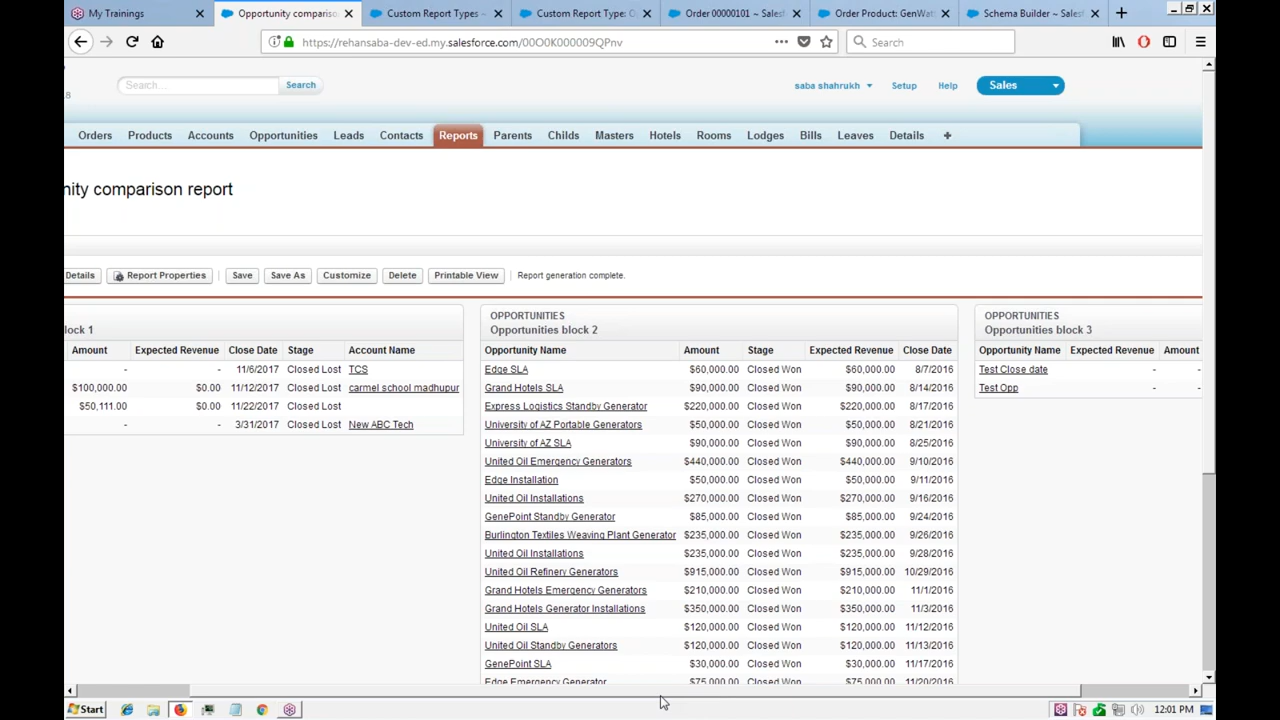 My Trainings
Opportunity compariso
Custom Report Types ~
Custom Report Type: O
Order 00000101 ~ Salesf
Order Product: GenWatt
Schema Builder ~ Salesf
https://rehansaba-dev-ed.my.salesforce.com/00O0K000009QPnv
Search
8
Search...
Search
saba shahrukh
Setup
Help
Sales
Orders
Products
Accounts
Opportunities
Leads
Contacts
Reports
Parents
Childs
Masters
Hotels
Rooms
Lodges
Bills
Leaves
Details
+
nity comparison report
Details
Report Properties
Save
Save As
Customize
Delete
Printable View
Report generation complete.
lock 1
Amount Expected Revenue Close Date Stage Account Name
- - 11/6/2017 Closed Lost TCS
$100,000.00 $0.00 11/12/2017 Closed Lost carmel school madhupur
$50,111.00 $0.00 11/22/2017 Closed Lost
- - 3/31/2017 Closed Lost New ABC Tech
OPPORTUNITIES
Opportunities block 2
Opportunity Name Amount Stage Expected Revenue Close Date
Edge SLA $60,000.00 Closed Won $60,000.00 8/7/2016
Grand Hotels SLA $90,000.00 Closed Won $90,000.00 8/14/2016
Express Logistics Standby Generator $220,000.00 Closed Won $220,000.00 8/17/2016
University of AZ Portable Generators $50,000.00 Closed Won $50,000.00 8/21/2016
University of AZ SLA $90,000.00 Closed Won $90,000.00 8/25/2016
United Oil Emergency Generators $440,000.00 Closed Won $440,000.00 9/10/2016
Edge Installation $50,000.00 Closed Won $50,000.00 9/11/2016
United Oil Installations $270,000.00 Closed Won $270,000.00 9/16/2016
GenePoint Standby Generator $85,000.00 Closed Won $85,000.00 9/24/2016
Burlington Textiles Weaving Plant Generator $235,000.00 Closed Won $235,000.00 9/26/2016
United Oil Installations $235,000.00 Closed Won $235,000.00 9/28/2016
United Oil Refinery Generators $915,000.00 Closed Won $915,000.00 10/29/2016
Grand Hotels Emergency Generators $210,000.00 Closed Won $210,000.00 11/1/2016
Grand Hotels Generator Installations $350,000.00 Closed Won $350,000.00 11/3/2016
United Oil SLA $120,000.00 Closed Won $120,000.00 11/12/2016
United Oil Standby Generators $120,000.00 Closed Won $120,000.00 11/13/2016
GenePoint SLA $30,000.00 Closed Won $30,000.00 11/17/2016
Edge Emergency Generator $75,000.00 Closed Won $75,000.00 11/20/2016
OPPORTUNITIES
Opportunities block 3
Opportunity Name Expected Revenue Amount
Test Close date - -
Test Opp - -
Start
12:01 PM